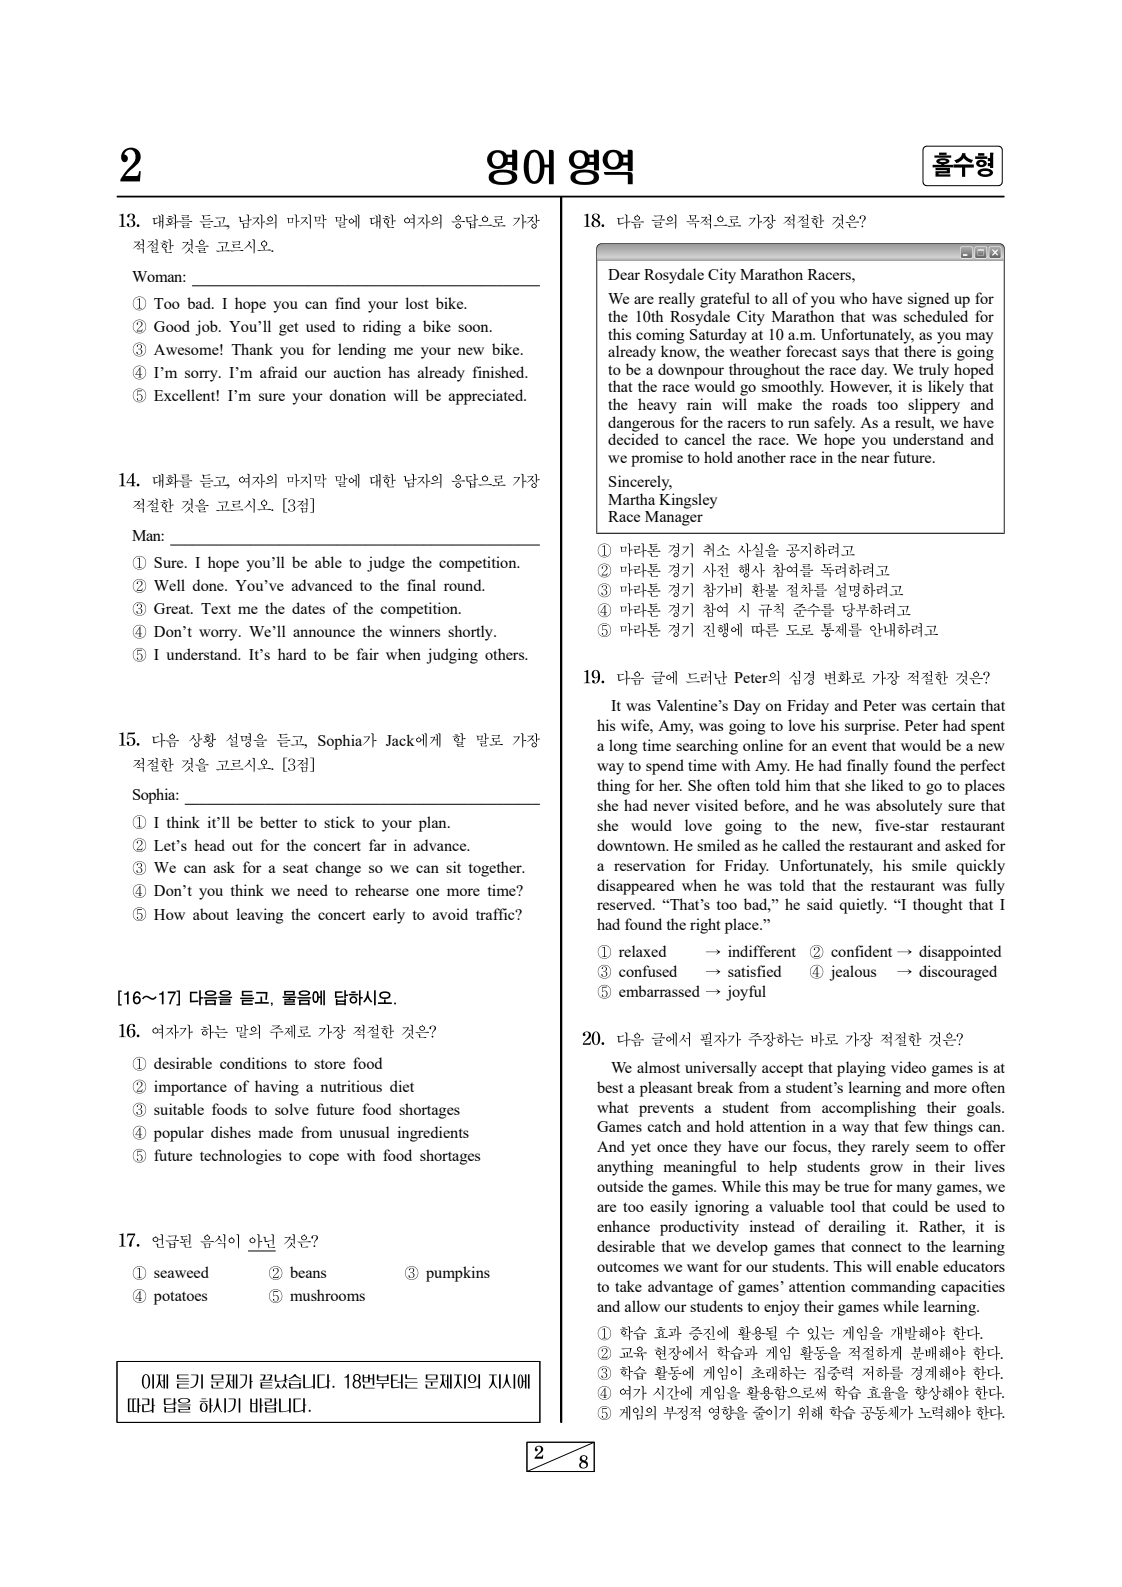 2
영어 영역
홀수형
13. 대화를 듣고, 남자의 마지막 말에 대한 여자의 응답으로 가장
적절한 것을 고르시오.
Woman:
① Too bad. I hope you can find your lost bike.
② Good job. You’ll get used to riding a bike soon.
③ Awesome! Thank you for lending me your new bike.
④ I’m sorry. I’m afraid our auction has already finished.
⑤ Excellent! I’m sure your donation will be appreciated.
14. 대화를 듣고, 여자의 마지막 말에 대한 남자의 응답으로 가장
적절한 것을 고르시오. [3점]
Man:
① Sure. I hope you’ll be able to judge the competition.
② Well done. You’ve advanced to the final round.
③ Great. Text me the dates of the competition.
④ Don’t worry. We’ll announce the winners shortly.
⑤ I understand. It’s hard to be fair when judging others.
15. 다음 상황 설명을 듣고, Sophia가 Jack에게 할 말로 가장
적절한 것을 고르시오. [3점]
Sophia:
① I think it’ll be better to stick to your plan.
② Let’s head out for the concert far in advance.
③ We can ask for a seat change so we can sit together.
④ Don’t you think we need to rehearse one more time?
⑤ How about leaving the concert early to avoid traffic?
[16～17] 다음을 듣고, 물음에 답하시오.
16. 여자가 하는 말의 주제로 가장 적절한 것은?
① desirable conditions to store food
② importance of having a nutritious diet
③ suitable foods to solve future food shortages
④ popular dishes made from unusual ingredients
⑤ future technologies to cope with food shortages
17. 언급된 음식이 아닌 것은?
① seaweed ② beans ③ pumpkins
④ potatoes ⑤ mushrooms
이제 듣기 문제가 끝났습니다. 18번부터는 문제지의 지시에
따라 답을 하시기 바랍니다.
18. 다음 글의 목적으로 가장 적절한 것은?
Dear Rosydale City Marathon Racers,
We are really grateful to all of you who have signed up for
the 10th Rosydale City Marathon that was scheduled for
this coming Saturday at 10 a.m. Unfortunately, as you may
already know, the weather forecast says that there is going
to be a downpour throughout the race day. We truly hoped
that the race would go smoothly. However, it is likely that
the heavy rain will make the roads too slippery and
dangerous for the racers to run safely. As a result, we have
decided to cancel the race. We hope you understand and
we promise to hold another race in the near future.
Sincerely,
Martha Kingsley
Race Manager
① 마라톤 경기 취소 사실을 공지하려고
② 마라톤 경기 사전 행사 참여를 독려하려고
③ 마라톤 경기 참가비 환불 절차를 설명하려고
④ 마라톤 경기 참여 시 규칙 준수를 당부하려고
⑤ 마라톤 경기 진행에 따른 도로 통제를 안내하려고
19. 다음 글에 드러난 Peter의 심경 변화로 가장 적절한 것은?
It was Valentine’s Day on Friday and Peter was certain that
his wife, Amy, was going to love his surprise. Peter had spent
a long time searching online for an event that would be a new
way to spend time with Amy. He had finally found the perfect
thing for her. She often told him that she liked to go to places
she had never visited before, and he was absolutely sure that
she would love going to the new, five-star restaurant
downtown. He smiled as he called the restaurant and asked for
a reservation for Friday. Unfortunately, his smile quickly
disappeared when he was told that the restaurant was fully
reserved. “That’s too bad,” he said quietly. “I thought that I
had found the right place.”
① relaxed → indifferent ② confident → disappointed
③ confused → satisfied ④ jealous → discouraged
⑤ embarrassed → joyful
20. 다음 글에서 필자가 주장하는 바로 가장 적절한 것은?
We almost universally accept that playing video games is at
best a pleasant break from a student’s learning and more often
what prevents a student from accomplishing their goals.
Games catch and hold attention in a way that few things can.
And yet once they have our focus, they rarely seem to offer
anything meaningful to help students grow in their lives
outside the games. While this may be true for many games, we
are too easily ignoring a valuable tool that could be used to
enhance productivity instead of derailing it. Rather, it is
desirable that we develop games that connect to the learning
outcomes we want for our students. This will enable educators
to take advantage of games’ attention commanding capacities
and allow our students to enjoy their games while learning.
① 학습 효과 증진에 활용될 수 있는 게임을 개발해야 한다.
② 교육 현장에서 학습과 게임 활동을 적절하게 분배해야 한다.
③ 학습 활동에 게임이 초래하는 집중력 저하를 경계해야 한다.
④ 여가 시간에 게임을 활용함으로써 학습 효율을 향상해야 한다.
⑤ 게임의 부정적 영향을 줄이기 위해 학습 공동체가 노력해야 한다.
2
8